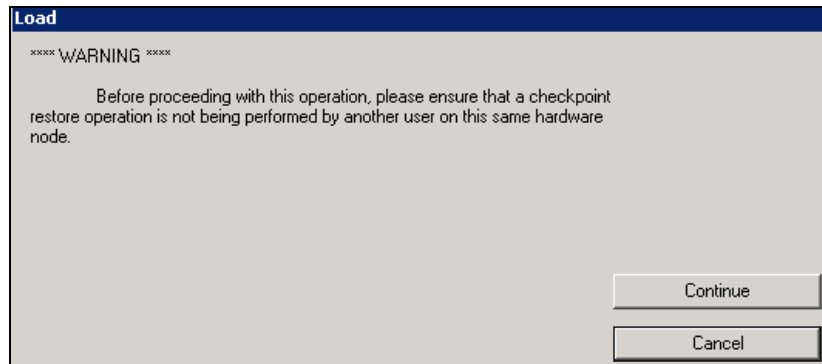 Load
**** WARNING ****
Before proceeding with this operation, please ensure that a checkpoint
restore operation is not being performed by another user on this same hardware
node.
Continue
Cancel